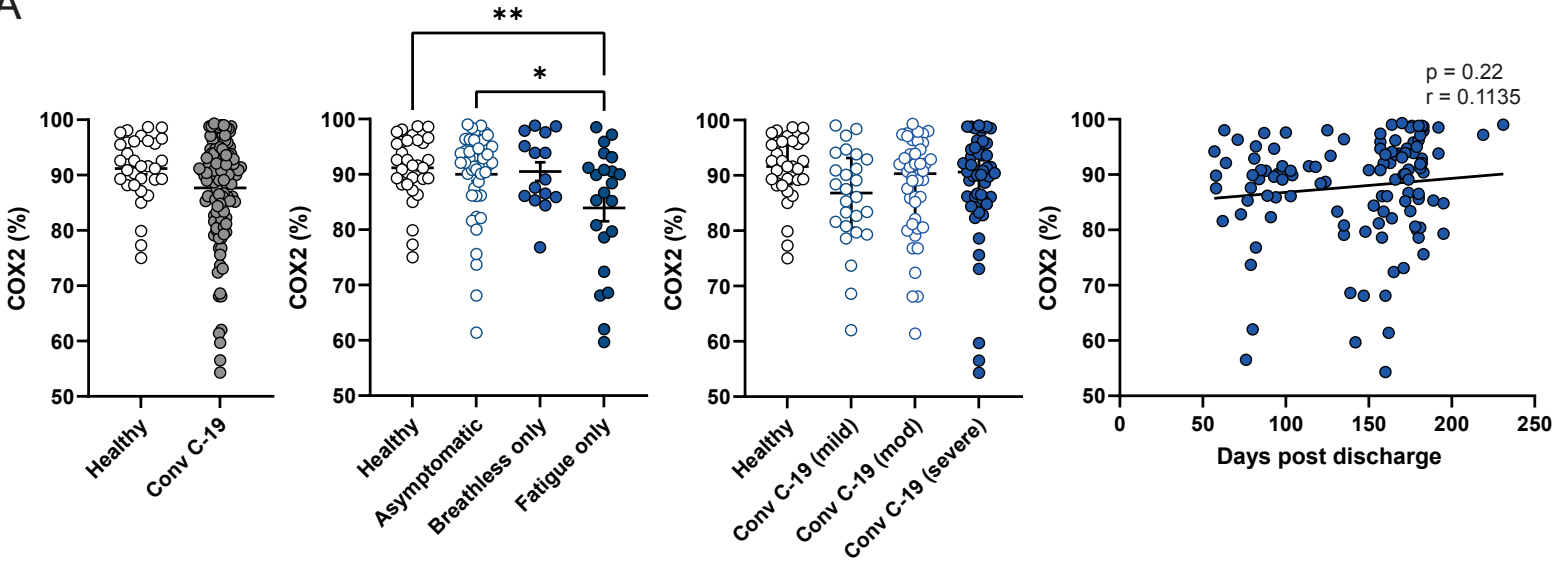 A
COX2 (%)
100
90
80
70
60
50
Healthy
Conv C-19
**
*
COX2 (%)
100
90
80
70
60
50
Healthy
Asymptomatic
Breathless only
Fatigue only
COX2 (%)
100
90
80
70
60
50
Healthy
Conv C-19 (mild)
Conv C-19 (mod)
Conv C-19 (severe)
p = 0.22
r = 0.1135
COX2 (%)
100
90
80
70
60
50
0
50
100
150
200
250
Days post discharge